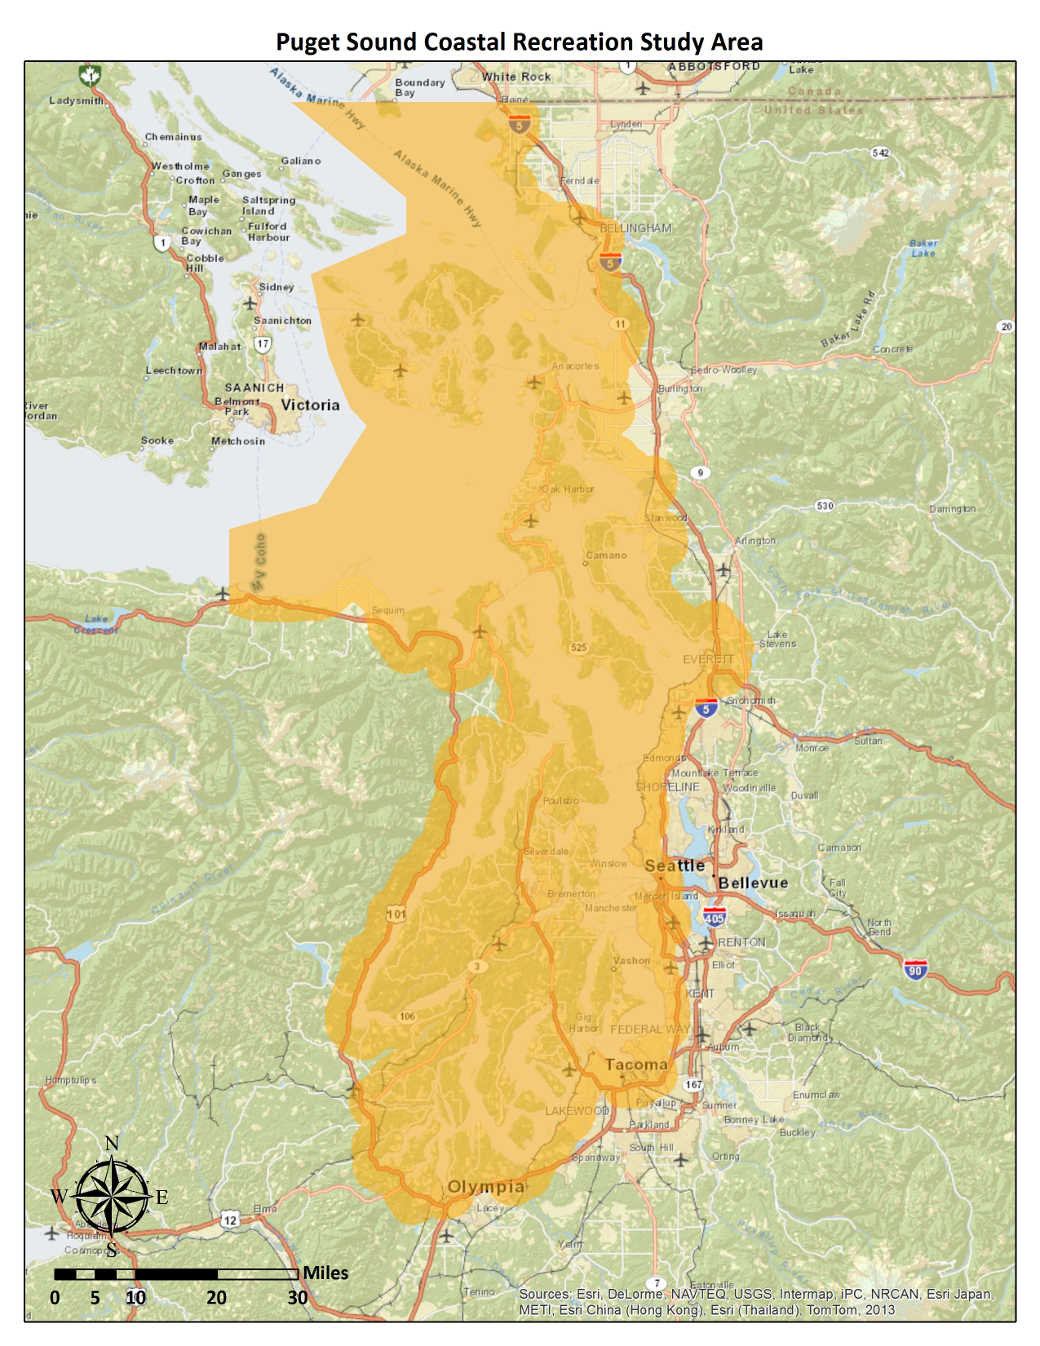 Puget Sound Coastal Recreation Study Area
1
Ladysmith
Alaska Marine Hwy
Boundary
Bay
White Rock
1
ABBOTSFORD
Lake
Canada
United States
Blaine
5
Lynden
Chemainus
Westholme
Crofton
Ganges
Galiano
Alaska Marine Hwy
542
Ferndale
Maple
Bay
Saltspring
Island
Cowichan
Bay
Fulford
Harbour
1
BELLINGHAM
Baker
Lake
Cobble
Hill
5
Sidney
Saanichton
17
Malahat
11
Baker Lake Rd
20
Concrete
Leechtown
Anacortes
Sedro-Woolley
SAANICH
Belmont
Park
Victoria
Burlington
River
Jordan
Sooke
Metchosin
9
Oak Harbor
530
Darrington
Stanwood
MV Coho
Camano
Arlington
Lake
Crescent
Sequim
Lake
Stevens
525
EVERETT
5
Snohomish
Sultan
Monroe
Edmonds
Mountlake Terrace
SHORELINE
Woodinville
Duvall
Poulsbo
Kirkland
Silverdale
Winslow
Seattle
Carnation
Bellevue
Fall
City
Bremerton
Mercer Island
Manchester
101
405
Issaquah
North
Bend
RENTON
Elliot
3
Vashon
90
KENT
Cedar River
106
Gig
Harbor
FEDERAL WAY
Black
Diamond
Auburn
Humptulips
Tacoma
167
Enumclaw
LAKEWOOD
Puyallup
Sumner
Parkland
Bonney Lake
Buckley
South Hill
Spanaway
Orting
N
W
E
S
Olympia
Lacey
12
Elma
Hoquiam
Yelm
Miles
0 5 10 20 30
7
Eatonville
Tenino
Sources: Esri, DeLorme, NAVTEQ, USGS, Intermap, iPC, NRCAN, Esri Japan,
METI, Esri China (Hong Kong), Esri (Thailand), TomTom, 2013